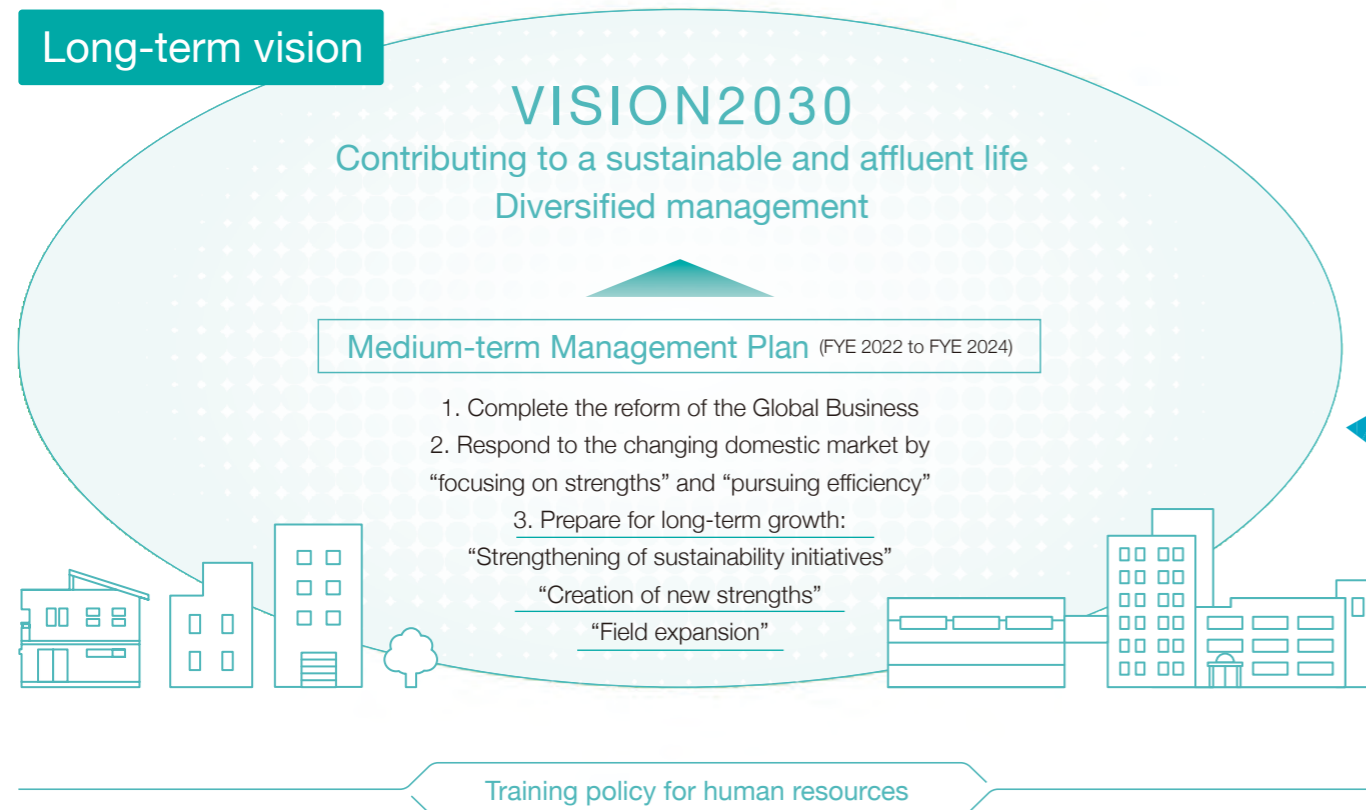 Long-term vision
VISION2030
Contributing to a sustainable and affluent life
Diversified management
Medium-term Management Plan (FYE 2022 to FYE 2024)
1. Complete the reform of the Global Business
2. Respond to the changing domestic market by
“focusing on strengths” and “pursuing efficiency”
3. Prepare for long-term growth:
“Strengthening of sustainability initiatives”
“Creation of new strengths”
“Field expansion”
Training policy for human resources